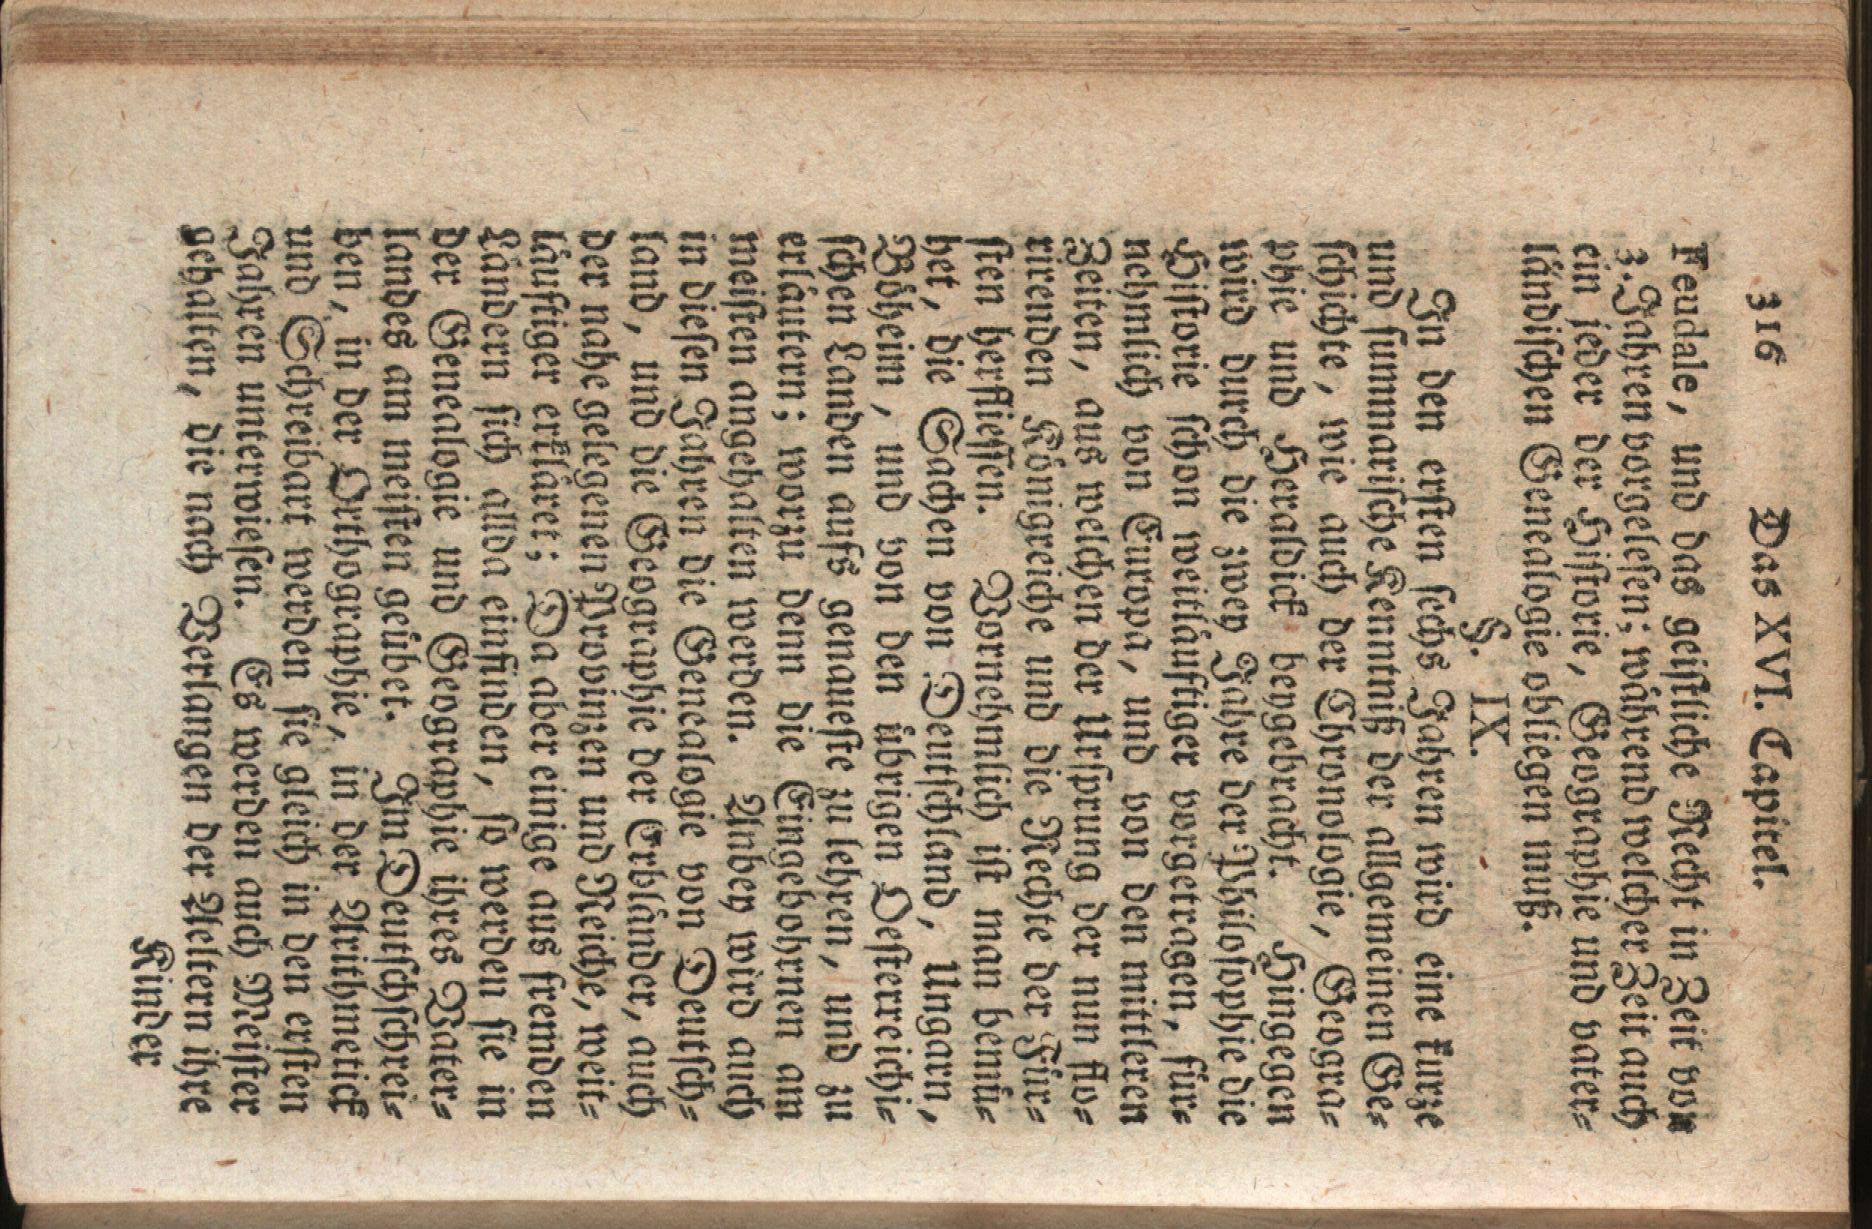 316 Das XVI. Capitel.
Feudale, und das geistliche Recht in Zeit von
3. Jahren vorgelesen; während welcher Zeit auch
ein jeder der Historie, Geographie und vater-
ländischen Genealogie obliegen muß.
§. IX.
In den ersten sechs Jahren wird eine kurze
und summarische Kenntniß der allgemeinen Ge-
schichte, wie auch der Chronologie, Geogra-
phie und Heraldick beygebracht. Hingegen
wird durch die zwey Jahre der Philosophie die
Historie schon weitläuftiger vorgetragen, für-
nehmlich von Europa, und von den mittleren
Zeiten, aus welchen der Ursprung der nun flo-
rirenden Königreiche und die Rechte der Für-
sten herfliessen. Vornehmlich ist man bemü-
het, die Sachen von Deutschland, Ungarn,
Böheim, und von den übrigen Oesterreichi-
schen Landen aufs genaueste zu lehren, und zu
erläutern; worzu denn die Eingebohrnen am
meisten angehalten werden. Anbey wird auch
in diesen Jahren die Genealogie von Deutsch-
land, und die Geographie der Erbländer, auch
der nahe gelegenen Provinzen und Reiche, weit-
läuftiger erkläret; Da aber einige aus fremden
Ländern sich allda einfinden, so werden sie in
der Genealogie und Geographie ihres Vater-
landes am meisten geübet. Im Deutschschrei-
ben, in der Orthographie, in der Arithmetick
und Schreibart werden sie gleich in den ersten
Jahren unterwiesen. Es werden auch Meister
gehalten, die nach Verlangen der Aeltern ihre
Kinder